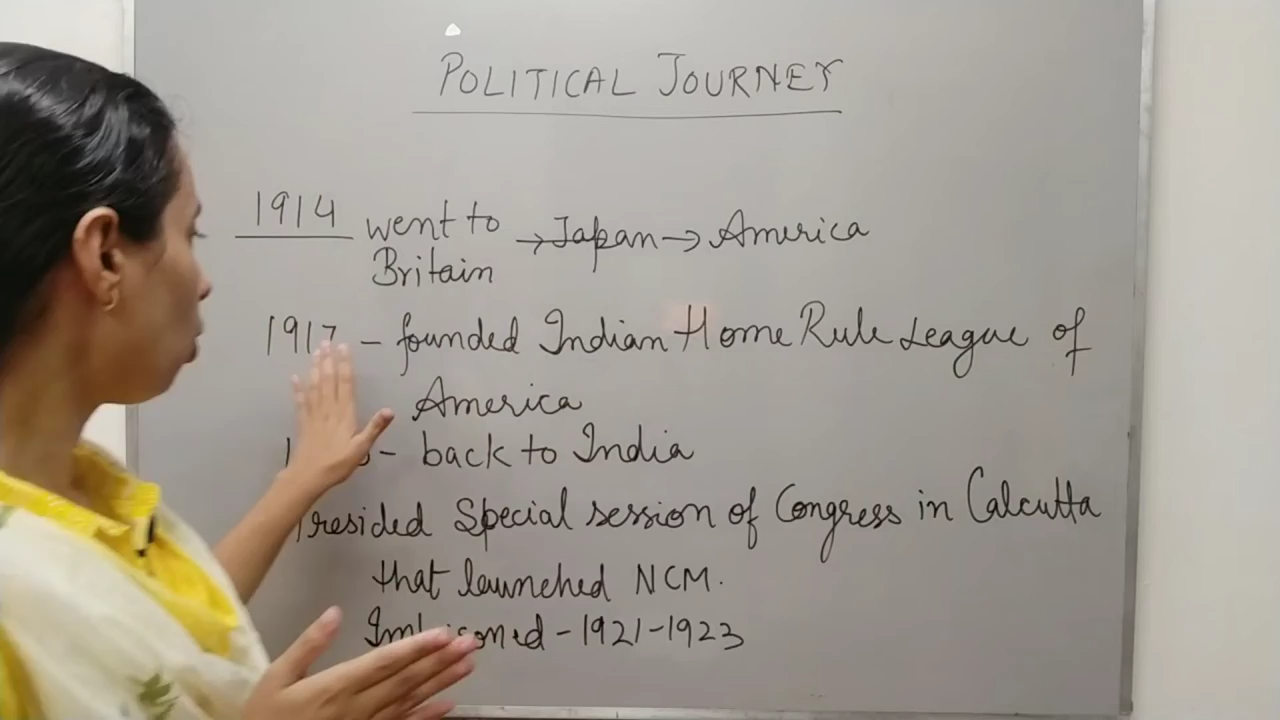 POLITICAL JOURNEY
1914 went to Britain → Japan → America
1917 - founded Indian Home Rule League of
America
- back to India
Special session of Congress in Calcutta
that launched NCM.
- 1921-1923